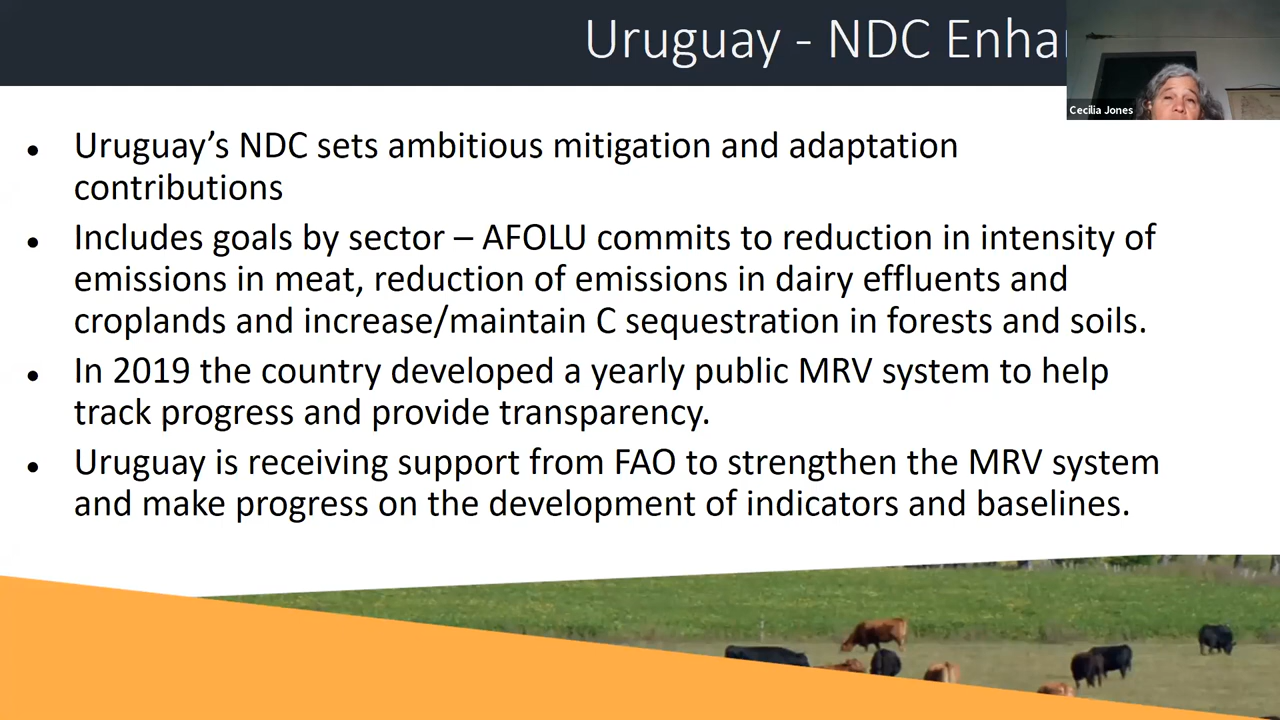 Uruguay - NDC
Cecilia Jones
• Uruguay’s NDC sets ambitious mitigation and adaptation
contributions
• Includes goals by sector – AFOLU commits to reduction in intensity of
emissions in meat, reduction of emissions in dairy effluents and
croplands and increase/maintain C sequestration in forests and soils.
• In 2019 the country developed a yearly public MRV system to help
track progress and provide transparency.
• Uruguay is receiving support from FAO to strengthen the MRV system
and make progress on the development of indicators and baselines.